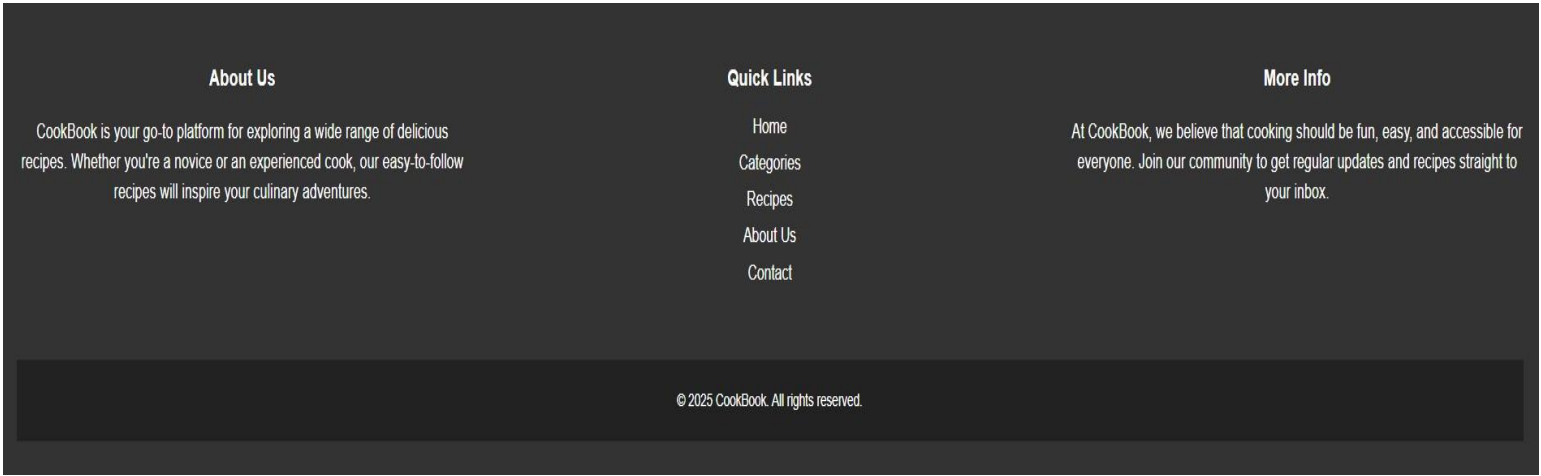 About Us
CookBook is your go-to platform for exploring a wide range of delicious
recipes. Whether you're a novice or an experienced cook, our easy-to-follow
recipes will inspire your culinary adventures.
Quick Links
Home
Categories
Recipes
About Us
Contact
More Info
At CookBook, we believe that cooking should be fun, easy, and accessible for
everyone. Join our community to get regular updates and recipes straight to
your inbox.
© 2025 CookBook. All rights reserved.